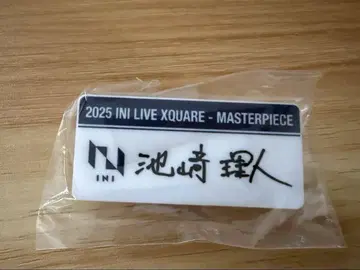 2025 INI LIVE XQUARE - MASTERPIECE
INI 池﨑理人